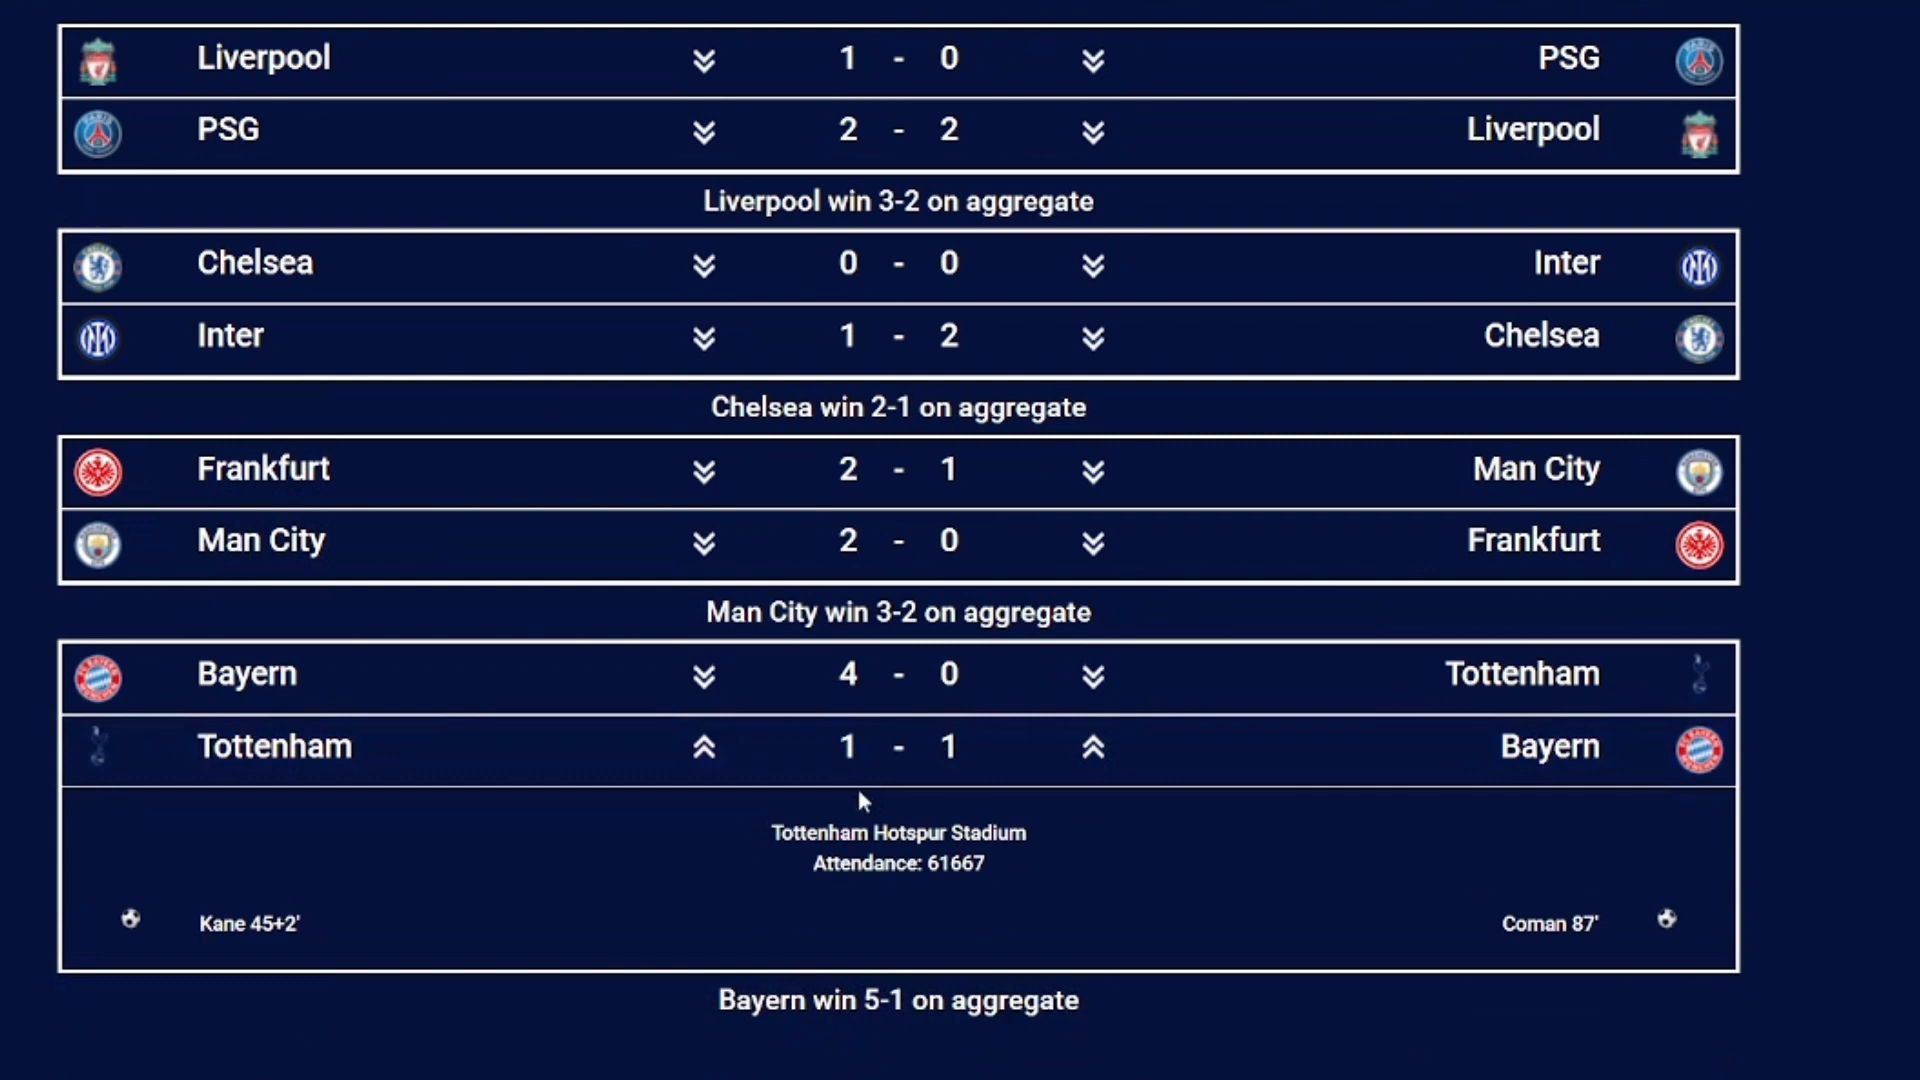 Liverpool 1 - 0 PSG
PSG 2 - 2 Liverpool
Liverpool win 3-2 on aggregate
Chelsea 0 - 0 Inter
Inter 1 - 2 Chelsea
Chelsea win 2-1 on aggregate
Frankfurt 2 - 1 Man City
Man City 2 - 0 Frankfurt
Man City win 3-2 on aggregate
Bayern 4 - 0 Tottenham
Tottenham 1 - 1 Bayern
Tottenham Hotspur Stadium
Attendance: 61667
Kane 45+2' Coman 87'
Bayern win 5-1 on aggregate